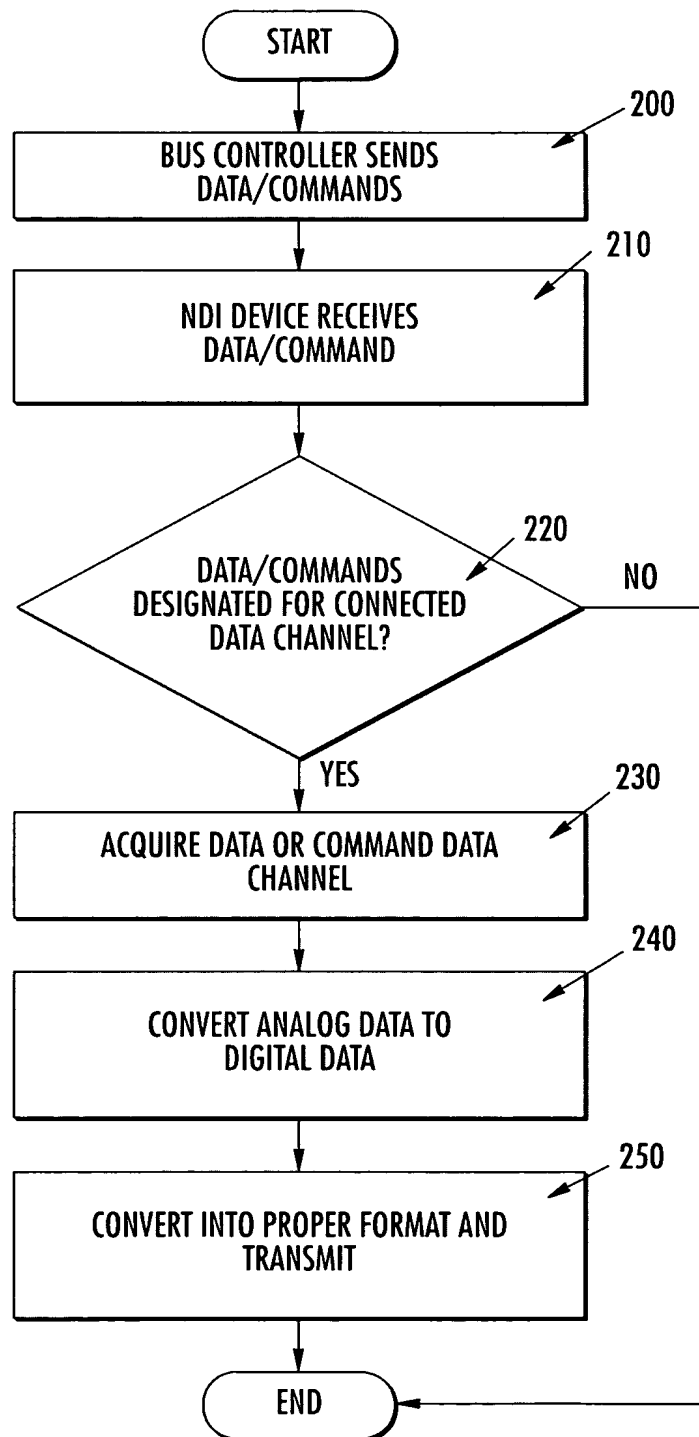 START
200
BUS CONTROLLER SENDS
DATA/COMMANDS
210
NDI DEVICE RECEIVES
DATA/COMMAND
220
DATA/COMMANDS
DESIGNATED FOR CONNECTED
DATA CHANNEL?
NO
YES
230
ACQUIRE DATA OR COMMAND DATA
CHANNEL
240
CONVERT ANALOG DATA TO
DIGITAL DATA
250
CONVERT INTO PROPER FORMAT AND
TRANSMIT
END